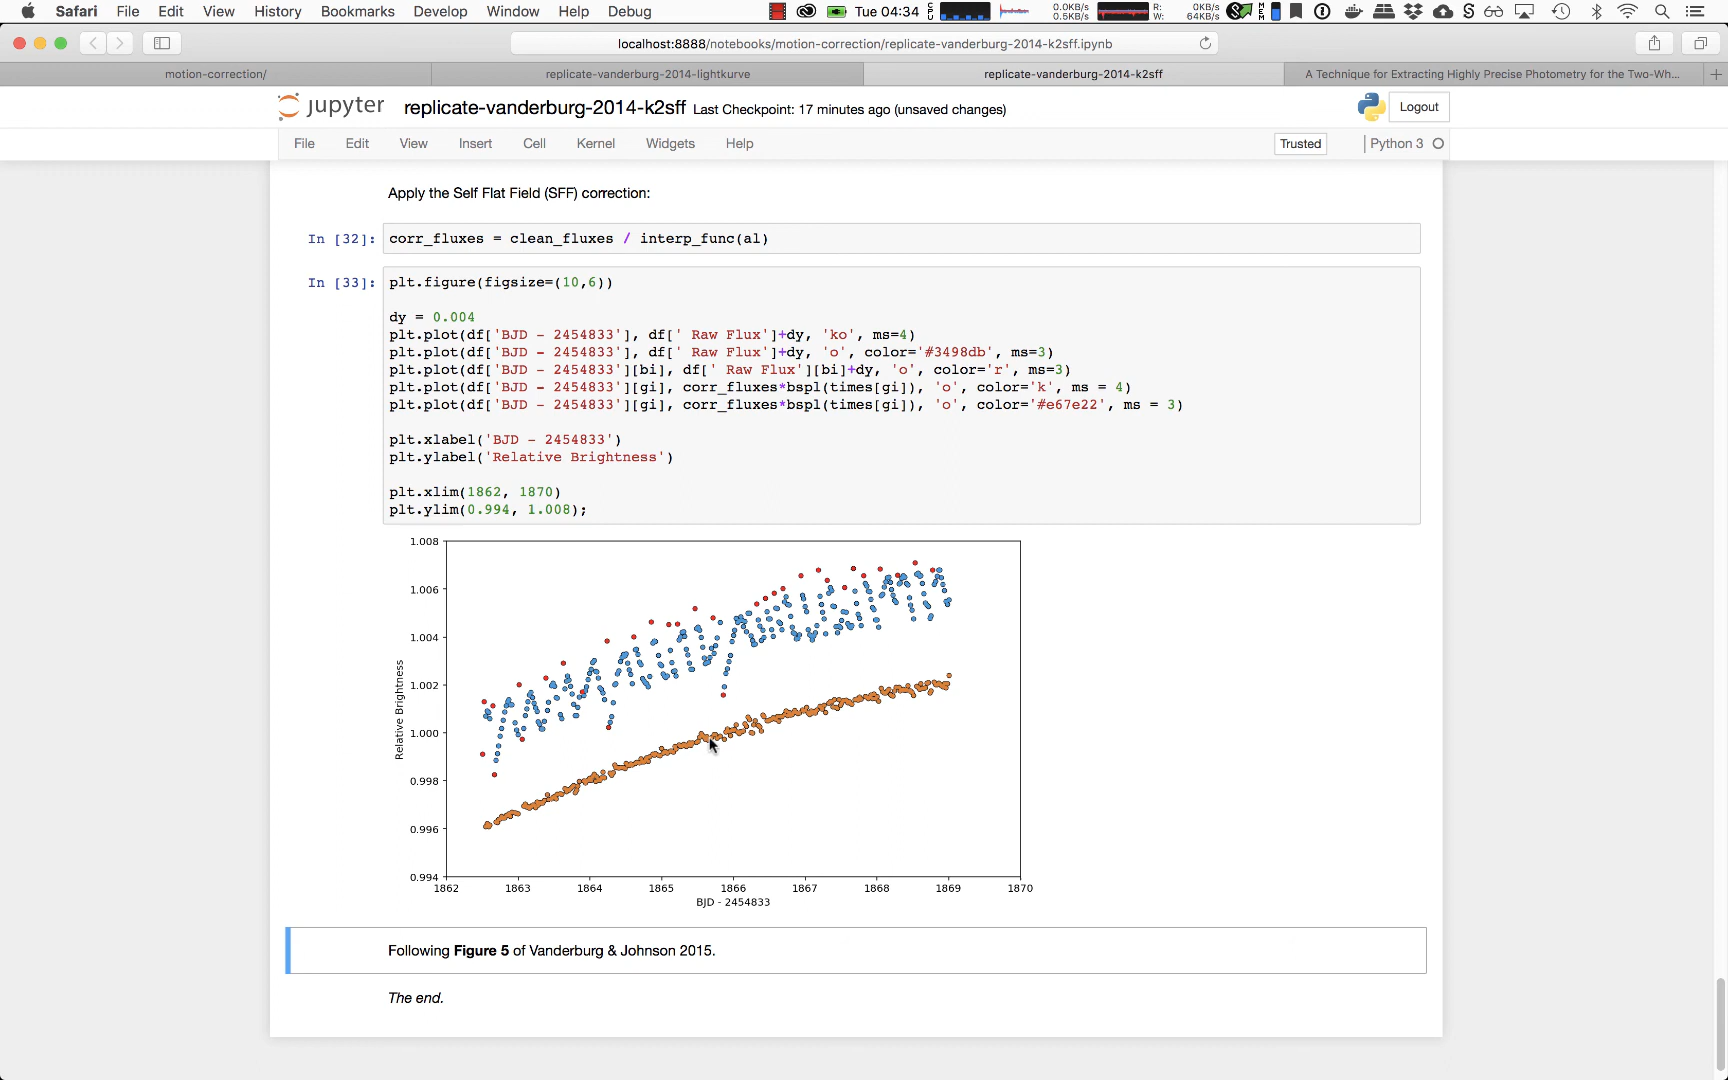 Safari File Edit View History Bookmarks Develop Window Help Debug
Tue 04:34
0.0KB/s
0.5KB/s
R:
W:
0KB/s
64KB/s
localhost:8888/notebooks/motion-correction/replicate-vanderburg-2014-k2sff.ipynb
motion-correction/
replicate-vanderburg-2014-lightkurve
replicate-vanderburg-2014-k2sff
A Technique for Extracting Highly Precise Photometry for the Two-Wh...
jupyter replicate-vanderburg-2014-k2sff Last Checkpoint: 17 minutes ago (unsaved changes)
Logout
File Edit View Insert Cell Kernel Widgets Help
Trusted
Python 3
Apply the Self Flat Field (SFF) correction:
In [32]: corr_fluxes = clean_fluxes / interp_func(al)
In [33]: plt.figure(figsize=(10,6))
dy = 0.004
plt.plot(df['BJD - 2454833'], df[' Raw Flux']+dy, 'ko', ms=4)
plt.plot(df['BJD - 2454833'], df[' Raw Flux']+dy, 'o', color='#3498db', ms=3)
plt.plot(df['BJD - 2454833'][bi], df[' Raw Flux'][bi]+dy, 'o', color='r', ms=3)
plt.plot(df['BJD - 2454833'][gi], corr_fluxes*bspl(times[gi]), 'o', color='k', ms = 4)
plt.plot(df['BJD - 2454833'][gi], corr_fluxes*bspl(times[gi]), 'o', color='#e67e22', ms = 3)
plt.xlabel('BJD - 2454833')
plt.ylabel('Relative Brightness')
plt.xlim(1862, 1870)
plt.ylim(0.994, 1.008);
1.008
1.006
1.004
1.002
1.000
0.998
0.996
0.994
Relative Brightness
1862 1863 1864 1865 1866 1867 1868 1869 1870
BJD - 2454833
Following Figure 5 of Vanderburg & Johnson 2015.
The end.